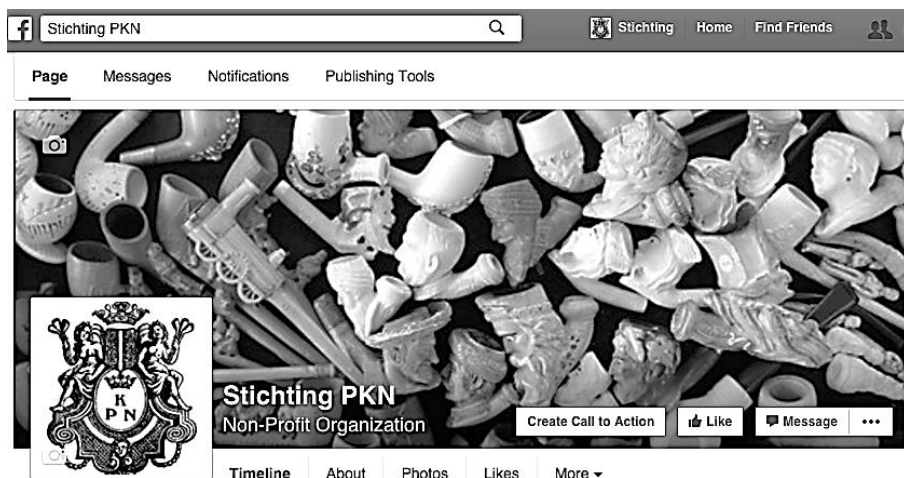 f Stichting PKN Stichting Home Find Friends
Page Messages Notifications Publishing Tools
K
PN
Stichting PKN
Non-Profit Organization
Create Call to Action Like Message •••
Timeline About Photos Likes More